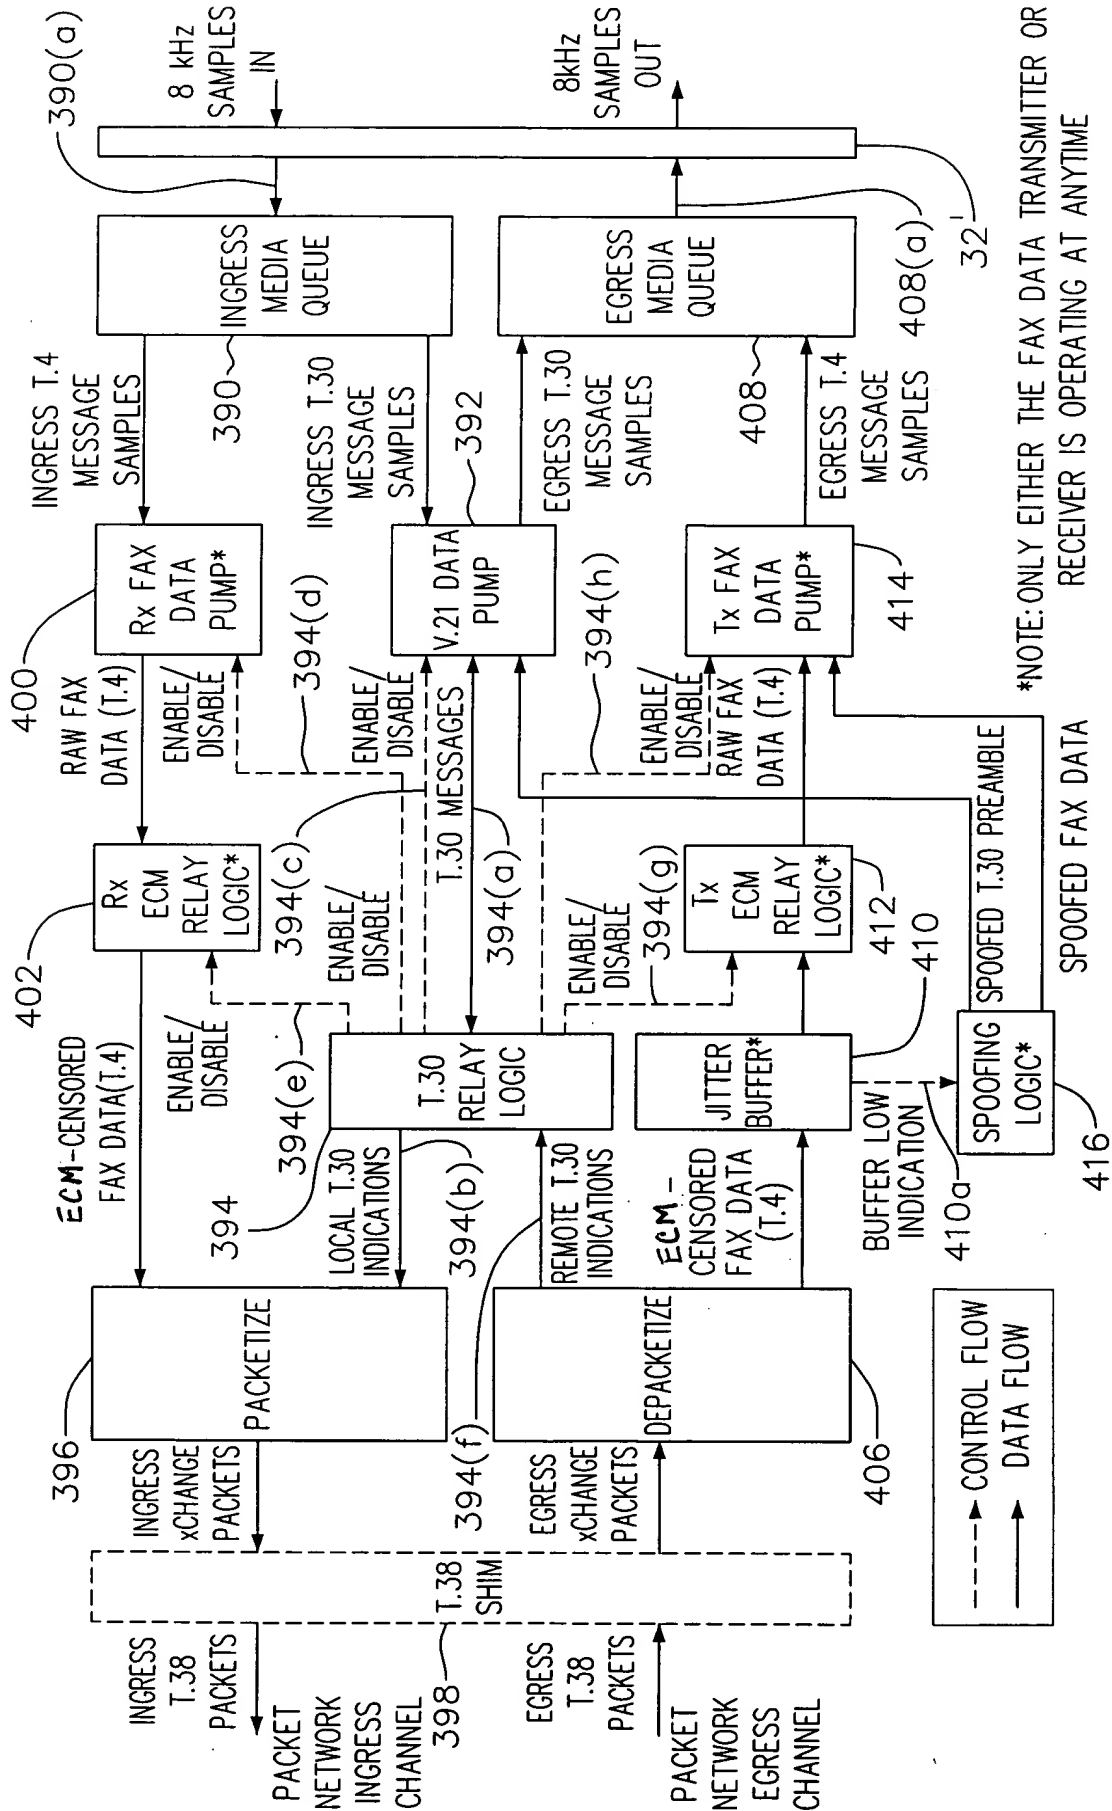 390(a)
8 kHz
SAMPLES
IN
8kHz
SAMPLES
OUT
32'
INGRESS
MEDIA
QUEUE
390
EGRESS
MEDIA
QUEUE
408
408(a)
INGRESS T.4
MESSAGE
SAMPLES
INGRESS T.30
MESSAGE
SAMPLES
EGRESS T.30
MESSAGE
SAMPLES
EGRESS T.4
MESSAGE
SAMPLES
400
Rx FAX
DATA
PUMP*
392
V.21 DATA
PUMP
Tx FAX
DATA
PUMP*
414
RAW FAX
DATA (T.4)
ENABLE/
DISABLE
394(d)
ENABLE/
DISABLE
T.30 MESSAGES
394(c)
394(a)
394(h)
ENABLE/
DISABLE
RAW FAX
DATA (T.4)
402
Rx
ECM
RELAY
LOGIC*
ENABLE/
DISABLE
ENABLE/
DISABLE
394(g)
Tx
ECM
RELAY
LOGIC*
412
ECM-CENSORED
FAX DATA(T.4)
ENABLE/
DISABLE
394(e)
394
T.30
RELAY
LOGIC
LOCAL T.30
INDICATIONS
394(b)
REMOTE T.30
INDICATIONS
394(f)
JITTER
BUFFER*
410
ECM-
CENSORED
FAX DATA
(T.4)
BUFFER LOW
INDICATION
410a
SPOOFING
LOGIC*
416
SPOOFED T.30 PREAMBLE
SPOOFED FAX DATA
396
PACKETIZE
DEPACKETIZE
406
INGRESS
xCHANGE
PACKETS
EGRESS
xCHANGE
PACKETS
T.38
SHIM
398
INGRESS
T.38
PACKETS
EGRESS
T.38
PACKETS
PACKET
NETWORK
INGRESS
CHANNEL
PACKET
NETWORK
EGRESS
CHANNEL
CONTROL FLOW
DATA FLOW
*NOTE: ONLY EITHER THE FAX DATA TRANSMITTER OR
RECEIVER IS OPERATING AT ANYTIME